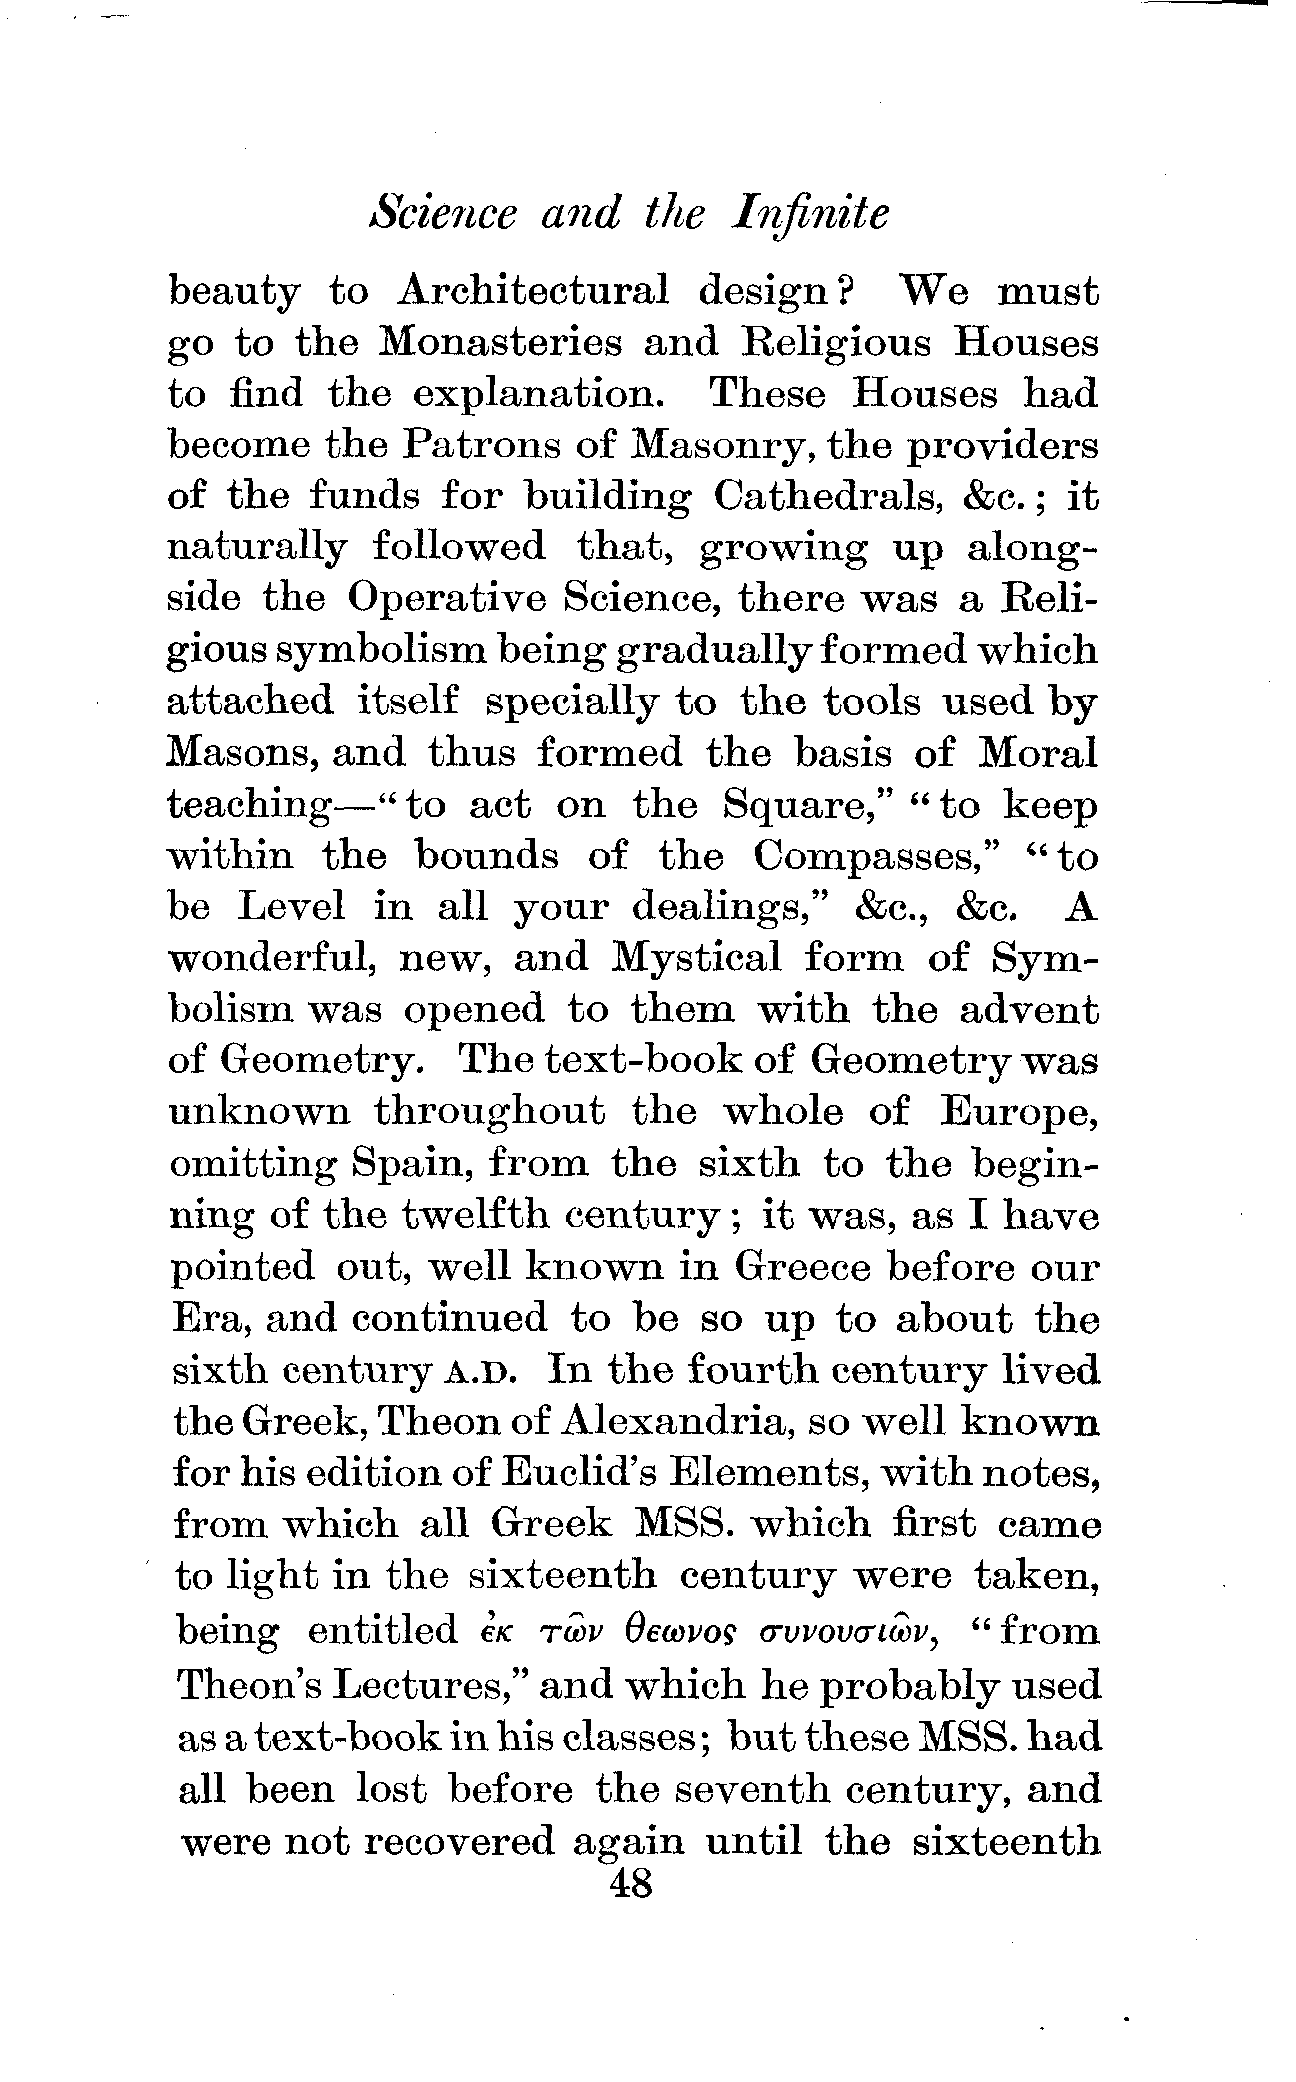 Science and the Infinite
beauty to Architectural design? We must
go to the Monasteries and Religious Houses
to find the explanation. These Houses had
become the Patrons of Masonry, the providers
of the funds for building Cathedrals, &c.; it
naturally followed that, growing up along-
side the Operative Science, there was a Reli-
gious symbolism being gradually formed which
attached itself specially to the tools used by
Masons, and thus formed the basis of Moral
teaching—“to act on the Square,” “to keep
within the bounds of the Compasses,” “to
be Level in all your dealings,” &c., &c. A
wonderful, new, and Mystical form of Sym-
bolism was opened to them with the advent
of Geometry. The text-book of Geometry was
unknown throughout the whole of Europe,
omitting Spain, from the sixth to the begin-
ning of the twelfth century; it was, as I have
pointed out, well known in Greece before our
Era, and continued to be so up to about the
sixth century A.D. In the fourth century lived
the Greek, Theon of Alexandria, so well known
for his edition of Euclid’s Elements, with notes,
from which all Greek MSS. which first came
to light in the sixteenth century were taken,
being entitled ἐκ τῶν θεωνος συνουσιῶν, “from
Theon’s Lectures,” and which he probably used
as a text-book in his classes; but these MSS. had
all been lost before the seventh century, and
were not recovered again until the sixteenth
48